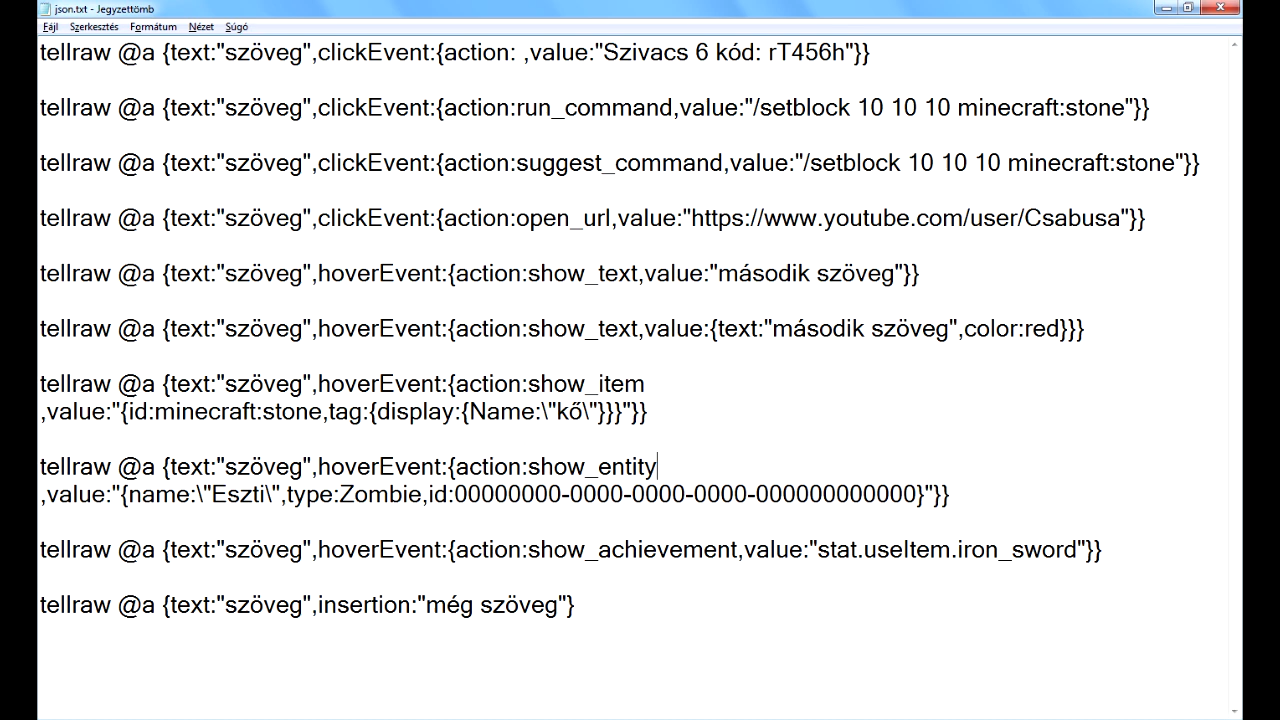 json.txt - Jegyzettömb
Fájl Szerkesztés Formátum Nézet Súgó
tellraw @a {text:"szöveg",clickEvent:{action: ,value:"Szivacs 6 kód: rT456h"}}
tellraw @a {text:"szöveg",clickEvent:{action:run_command,value:"/setblock 10 10 10 minecraft:stone"}}
tellraw @a {text:"szöveg",clickEvent:{action:suggest_command,value:"/setblock 10 10 10 minecraft:stone"}}
tellraw @a {text:"szöveg",clickEvent:{action:open_url,value:"https://www.youtube.com/user/Csabusa"}}
tellraw @a {text:"szöveg",hoverEvent:{action:show_text,value:"második szöveg"}}
tellraw @a {text:"szöveg",hoverEvent:{action:show_text,value:{text:"második szöveg",color:red}}}
tellraw @a {text:"szöveg",hoverEvent:{action:show_item
,value:"{id:minecraft:stone,tag:{display:{Name:\"kő\"}}}"}}
tellraw @a {text:"szöveg",hoverEvent:{action:show_entity
,value:"{name:\"Eszti\",type:Zombie,id:00000000-0000-0000-0000-000000000000}"}}
tellraw @a {text:"szöveg",hoverEvent:{action:show_achievement,value:"stat.useItem.iron_sword"}}
tellraw @a {text:"szöveg",insertion:"még szöveg"}